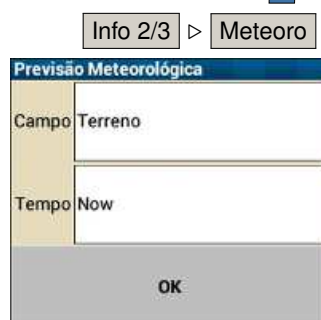 Info 2/3 ▷ Meteoro
Previsão Meteorológica
Campo Terreno
Tempo Now
OK